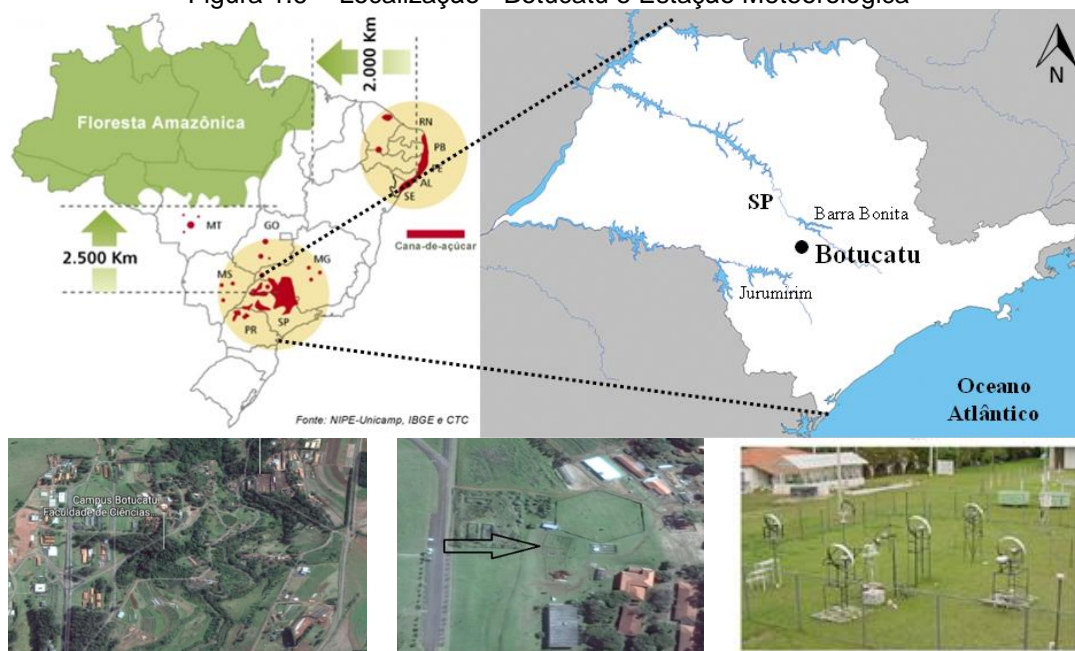 Figura 1.6 – Localização - Botucatu e Estação Meteorológica
2.000 Km
Floresta Amazônica
RN
PB
PE
AL
SE
MT
GO
Cana-de-açúcar
2.500 Km
MS
MG
SP
PR
Fonte: NIPE-Unicamp, IBGE e CTC
N
SP
Barra Bonita
Botucatu
Jurumirim
Oceano
Atlântico
Campus Botucatu
Faculdade de Ciências...